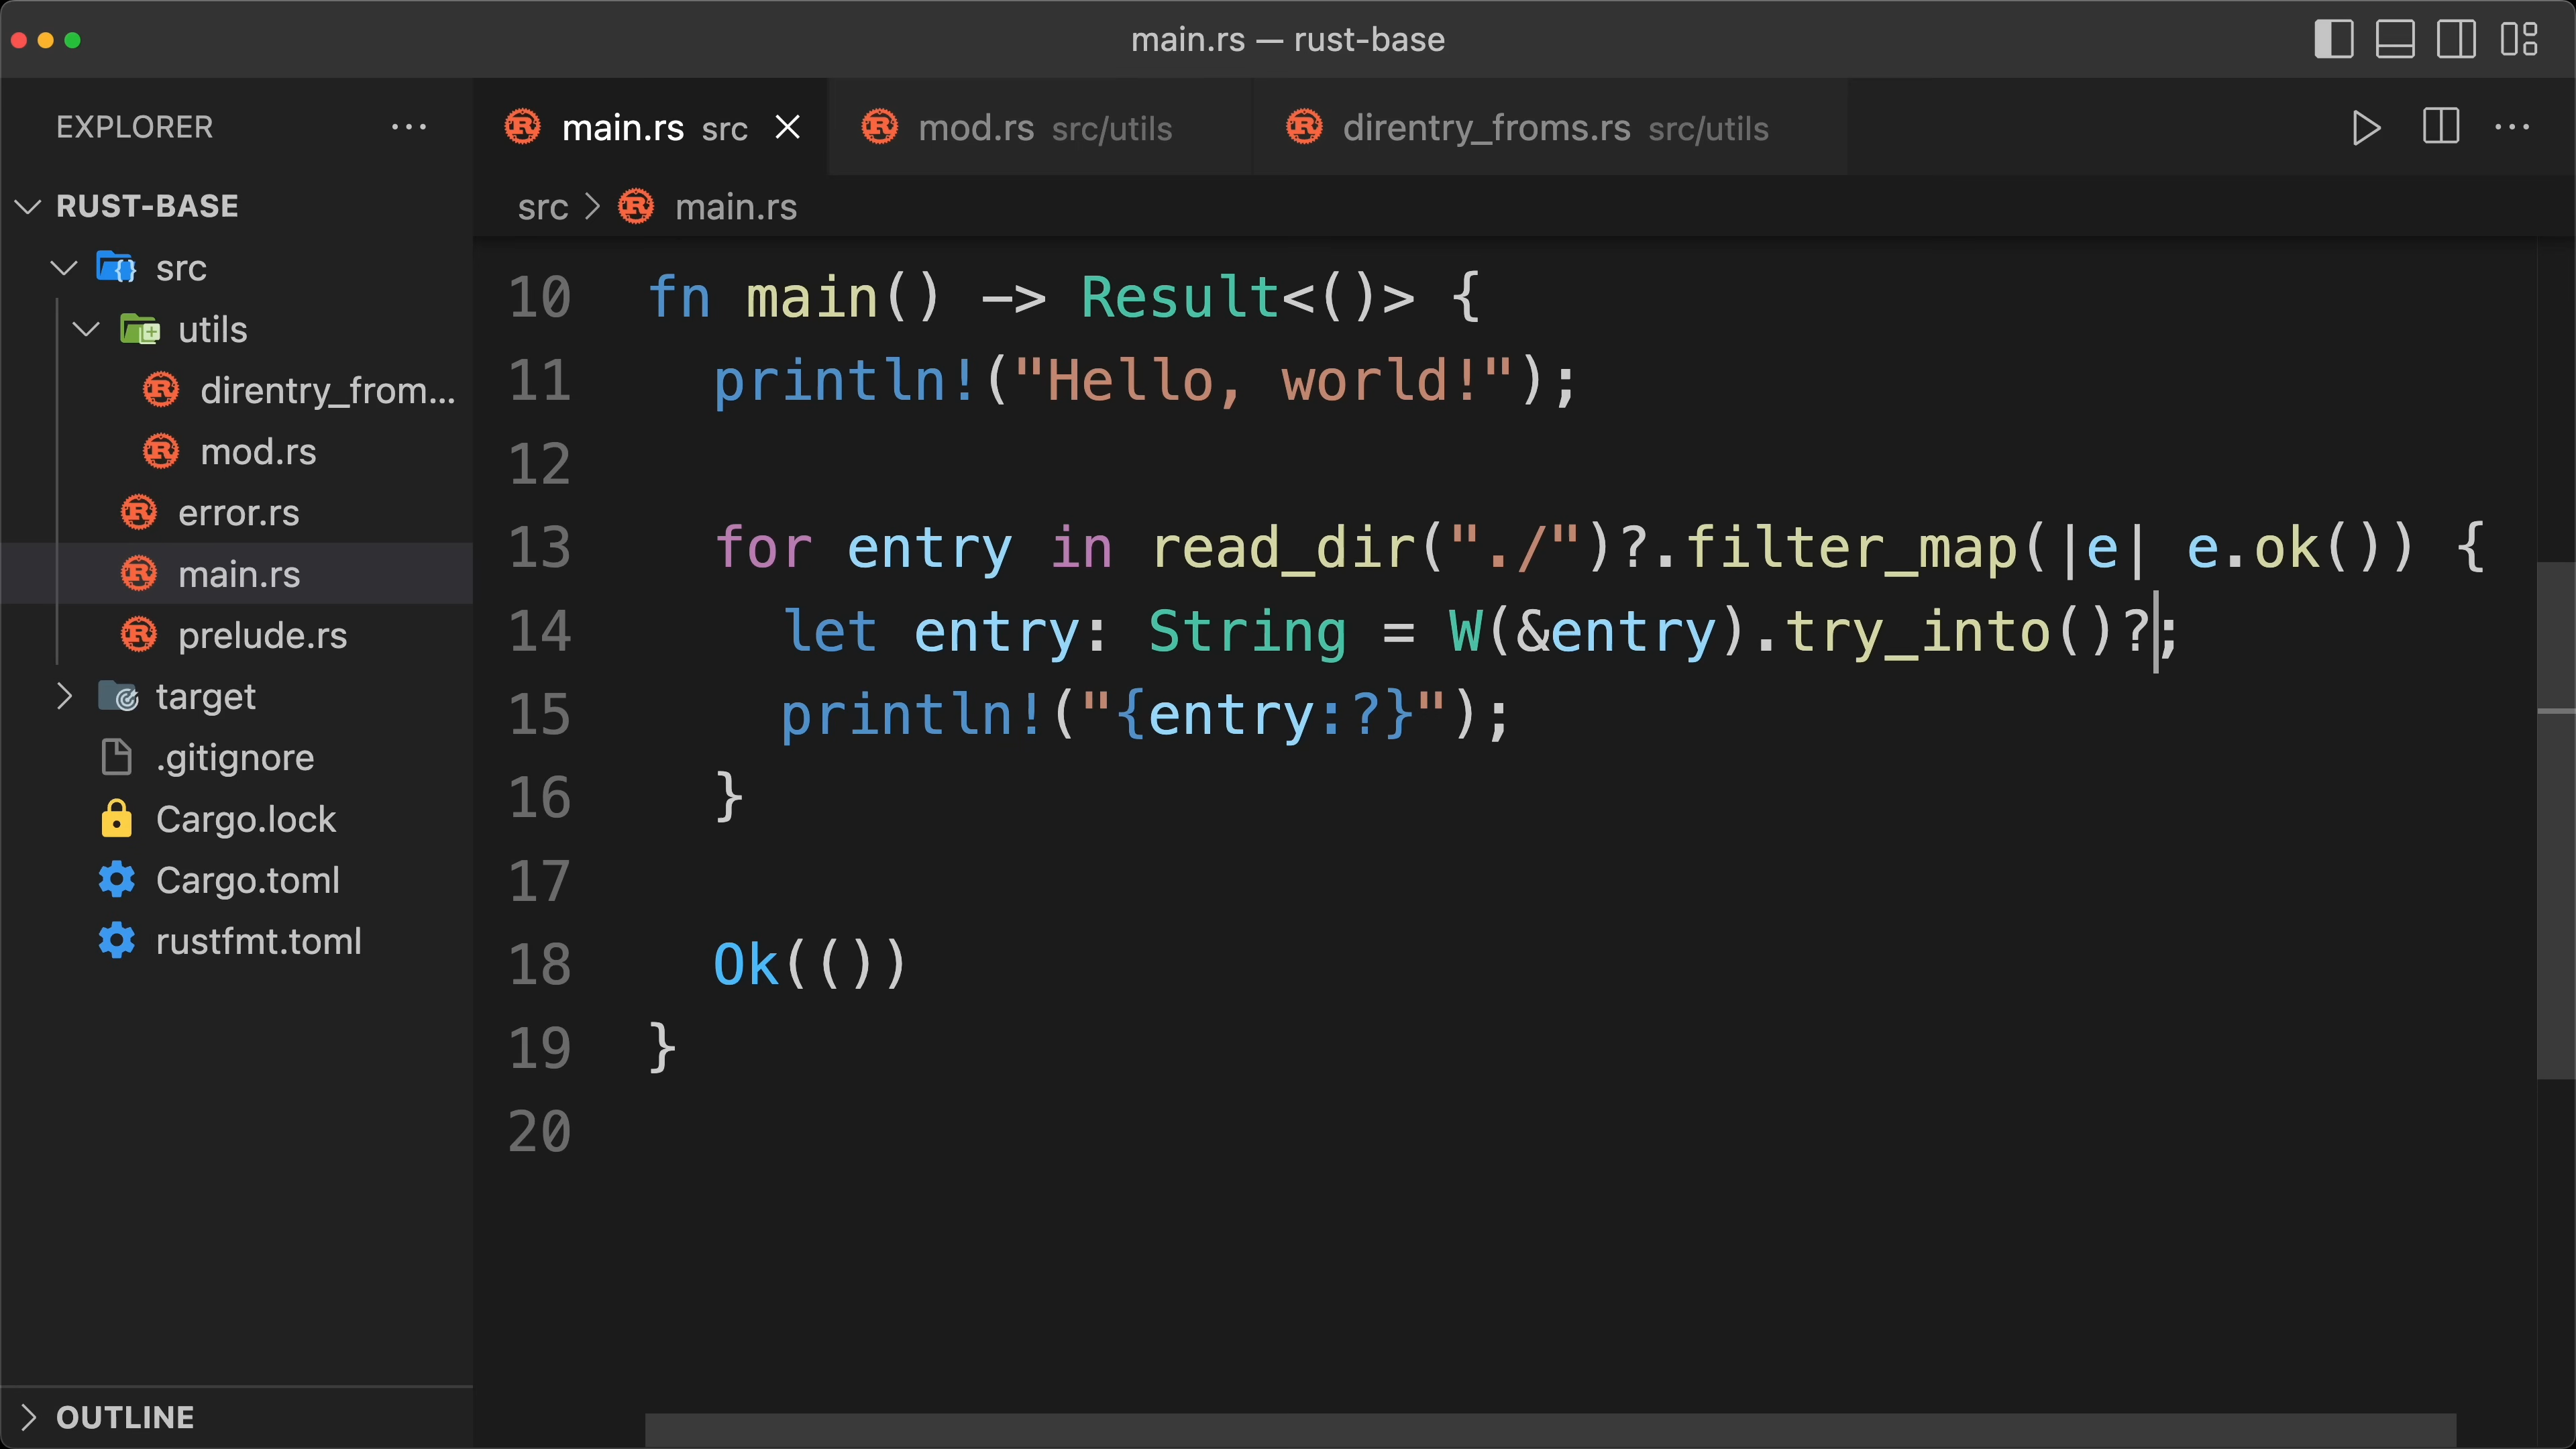 main.rs — rust-base
EXPLORER
RUST-BASE
src
utils
direntry_from...
mod.rs
error.rs
main.rs
prelude.rs
target
.gitignore
Cargo.lock
Cargo.toml
rustfmt.toml
OUTLINE
main.rs src
mod.rs src/utils
direntry_froms.rs src/utils
src > main.rs
10 fn main() -> Result<()> {
11   println!("Hello, world!");
12
13   for entry in read_dir("./")?.filter_map(|e| e.ok()) {
14     let entry: String = W(&entry).try_into()?;
15     println!("{entry:?}");
16   }
17
18   Ok(())
19 }
20